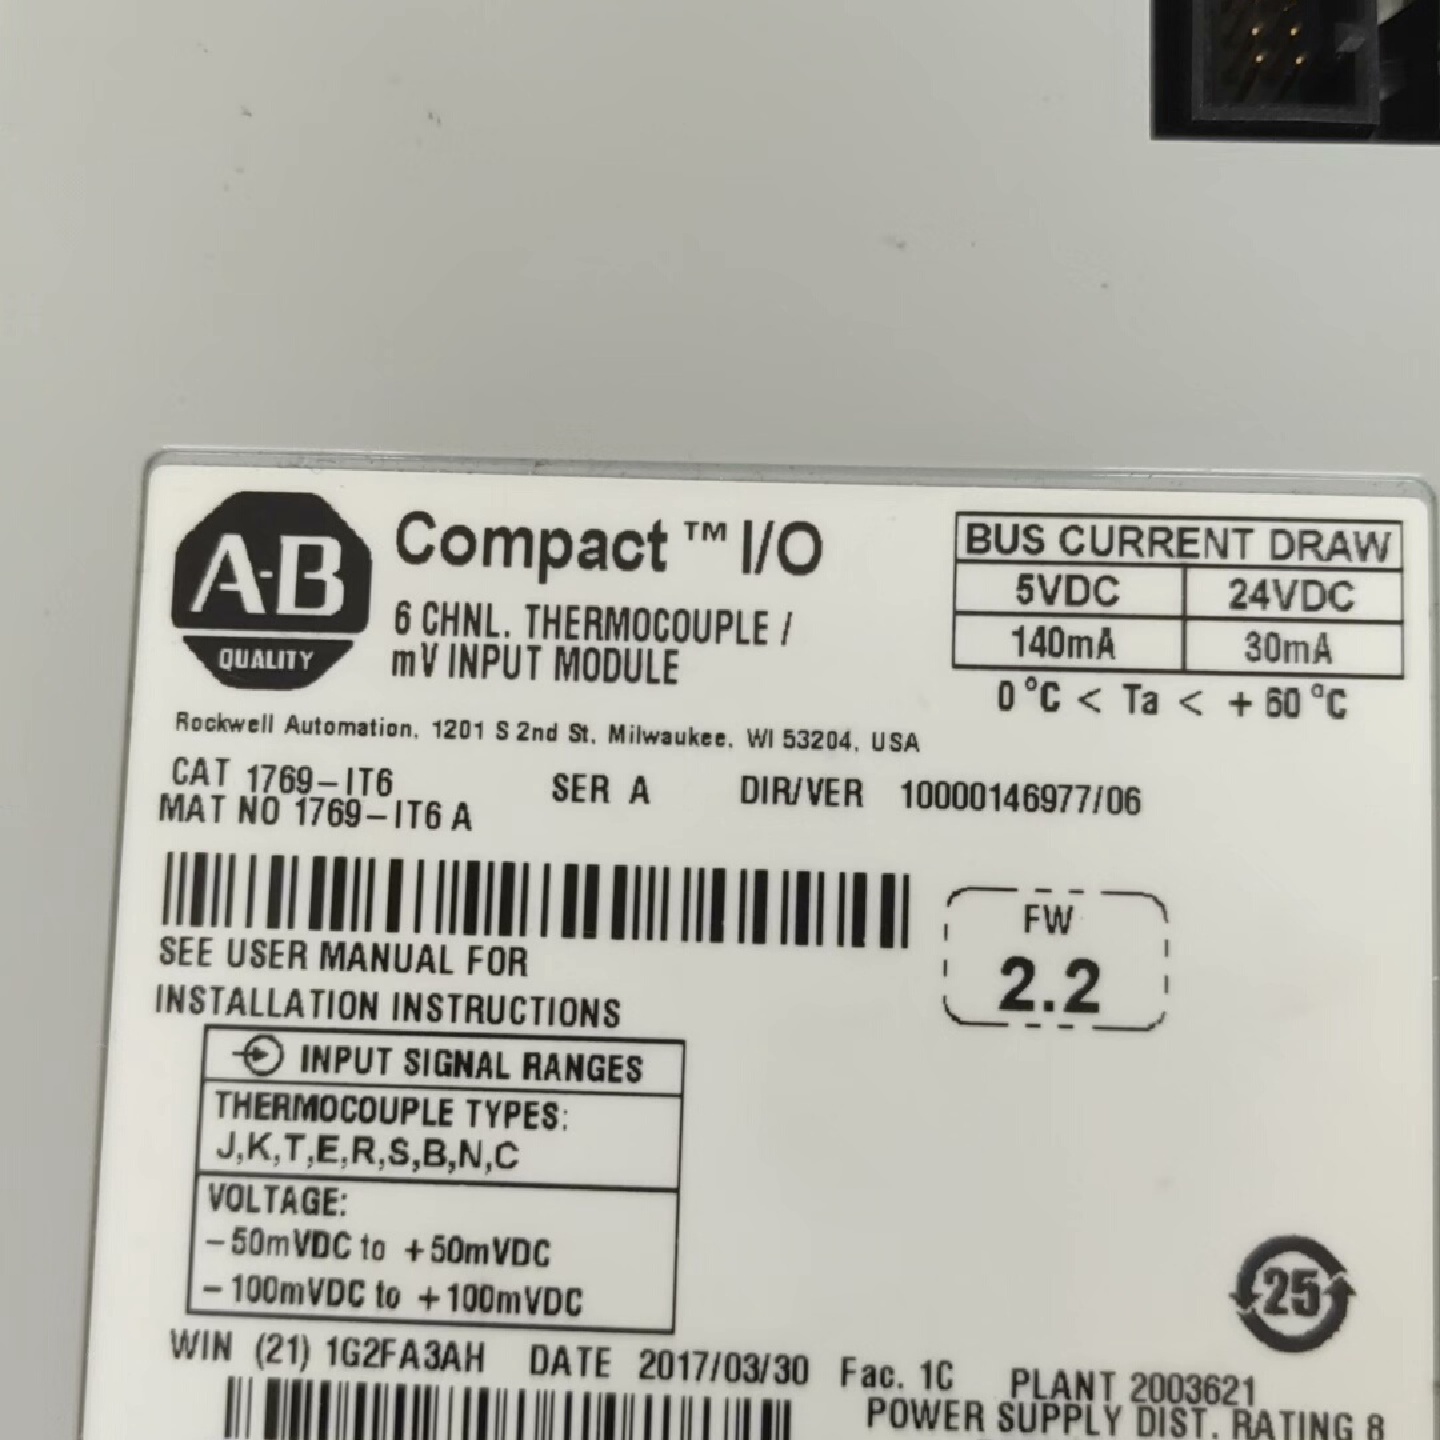 A-B
QUALITY
Compact ™ I/O
6 CHNL. THERMOCOUPLE /
mV INPUT MODULE
BUS CURRENT DRAW
5VDC 24VDC
140mA 30mA
0 °C < Ta < + 60 °C
Rockwell Automation, 1201 S 2nd St, Milwaukee, WI 53204, USA
CAT 1769-IT6 SER A DIR/VER 10000146977/06
MAT NO 1769-IT6 A
FW
2.2
SEE USER MANUAL FOR
INSTALLATION INSTRUCTIONS
INPUT SIGNAL RANGES
THERMOCOUPLE TYPES:
J,K,T,E,R,S,B,N,C
VOLTAGE:
-50mVDC to +50mVDC
-100mVDC to +100mVDC
25
WIN (21) 1G2FA3AH DATE 2017/03/30 Fac. 1C PLANT 2003621
POWER SUPPLY DIST. RATING 8